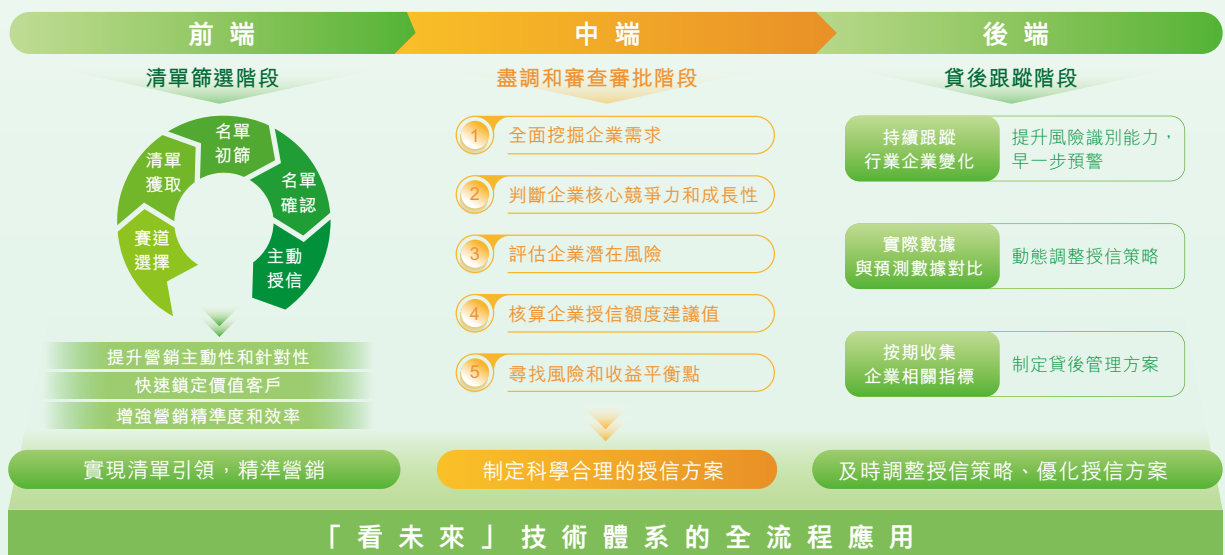 前端
清單篩選階段
名單
初篩
清單
獲取
名單
確認
賽道
選擇
主動
授信
提升營銷主動性和針對性
快速鎖定價值客戶
增強營銷精準度和效率
實現清單引領，精準營銷
中端
盡調和審查審批階段
1 全面挖掘企業需求
2 判斷企業核心競爭力和成長性
3 評估企業潛在風險
4 核算企業授信額度建議值
5 尋找風險和收益平衡點
制定科學合理的授信方案
後端
貸後跟蹤階段
持續跟蹤
行業企業變化
提升風險識別能力，
早一步預警
實際數據
與預測數據對比
動態調整授信策略
按期收集
企業相關指標
制定貸後管理方案
及時調整授信策略、優化授信方案
「看未來」技術體系的全流程應用